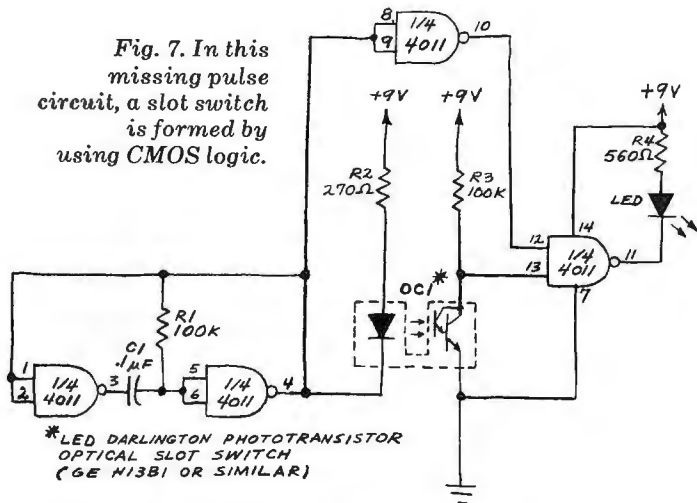 Fig. 7. In this
missing pulse
circuit, a slot switch
is formed by
using CMOS logic.
8
9
1/4
4011
10
+9V
+9V
+9V
R2
270Ω
R3
100K
R4
560Ω
LED
14
12
13
1/4
4011
11
7
OC1*
R1
100K
C1
.1µF
1
2
1/4
4011
3
5
6
1/4
4011
4
*LED DARLINGTON PHOTOTRANSISTOR
OPTICAL SLOT SWITCH
(GE H13B1 OR SIMILAR)